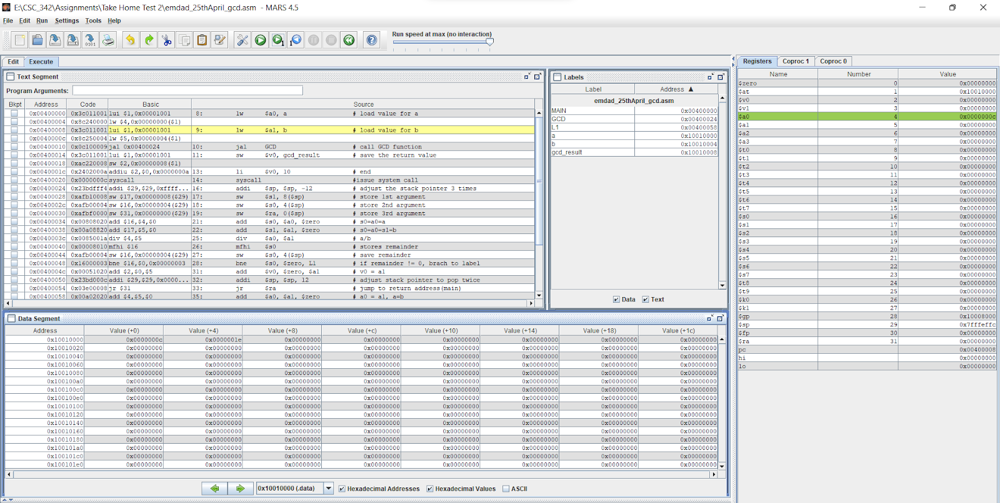 E:\CSC_342\Assignments\Take Home Test 2\emdad_25thApril_gcd.asm - MARS 4.5
File Edit Run Settings Tools Help
Run speed at max (no interaction)
Edit Execute
Text Segment
Program Arguments:
Bkpt Address Code Basic Source
0x00400000 0x3c011001 lui $1,0x00001001 8: lw $a0, a # load value for a
0x00400004 0x8c240000 lw $4,0x00000000($1)
0x00400008 0x3c011001 lui $1,0x00001001 9: lw $a1, b # load value for b
0x0040000c 0x8c250004 lw $5,0x00000004($1)
0x00400010 0x0c100009 jal 0x00400024 10: jal GCD # call GCD function
0x00400014 0x3c011001 lui $1,0x00001001 11: sw $v0, gcd_result # save the return value
0x00400018 0xac220008 sw $2,0x00000008($1)
0x0040001c 0x2402000a addiu $2,$0,0x0000000a 13: li $v0, 10 # end
0x00400020 0x0000000c syscall 14: syscall #issue system call
0x00400024 0x23bdfff4 addi $29,$29,0xffff... 16: addi $sp, $sp, -12 # adjust the stack pointer 3 times
0x00400028 0xafb10008 sw $17,0x00000008($29) 17: sw $s1, 8($sp) # store 1st argument
0x0040002c 0xafb00004 sw $16,0x00000004($29) 18: sw $s0, 4($sp) # store 2nd argument
0x00400030 0xafbf0000 sw $31,0x00000000($29) 19: sw $ra, 0($sp) # store 3rd argument
0x00400034 0x00808020 add $16,$4,$0 21: add $s0, $a0, $zero # s0=a0=a
0x00400038 0x00a08820 add $17,$5,$0 22: add $s1, $a1, $zero # s0=a0=s1=b
0x0040003c 0x0085001a div $4,$5 25: div $a0, $a1 # a/b
0x00400040 0x00008010 mfhi $16 26: mfhi $s0 # stores remainder
0x00400044 0xafb00004 sw $16,0x00000004($29) 27: sw $s0, 4($sp) # save remainder
0x00400048 0x16000003 bne $16,$0,0x00000003 28: bne $s0, $zero, L1 # if remainder != 0, brach to label
0x0040004c 0x00051020 add $2,$0,$5 31: add $v0, $zero, $a1 # v0 = a1
0x00400050 0x23bd000c addi $29,$29,0x0000... 32: addi $sp, $sp, 12 # adjust stack pointer to pop twice
0x00400054 0x03e00008 jr $31 33: jr $ra # jump to return address(main)
0x00400058 0x00a02020 add $4,$5,$0 35: add $a0, $a1, $zero # a0 = a1, a=b
Labels
Label Address ▲
emdad_25thApril_gcd.asm
MAIN 0x00400000
GCD 0x00400024
L1 0x00400058
a 0x10010000
b 0x10010004
gcd_result 0x10010008
Data Text
Data Segment
Address Value (+0) Value (+4) Value (+8) Value (+c) Value (+10) Value (+14) Value (+18) Value (+1c)
0x10010000 0x0000000c 0x0000001e 0x00000000 0x00000000 0x00000000 0x00000000 0x00000000 0x00000000
0x10010020 0x00000000 0x00000000 0x00000000 0x00000000 0x00000000 0x00000000 0x00000000 0x00000000
0x10010040 0x00000000 0x00000000 0x00000000 0x00000000 0x00000000 0x00000000 0x00000000 0x00000000
0x10010060 0x00000000 0x00000000 0x00000000 0x00000000 0x00000000 0x00000000 0x00000000 0x00000000
0x10010080 0x00000000 0x00000000 0x00000000 0x00000000 0x00000000 0x00000000 0x00000000 0x00000000
0x100100a0 0x00000000 0x00000000 0x00000000 0x00000000 0x00000000 0x00000000 0x00000000 0x00000000
0x100100c0 0x00000000 0x00000000 0x00000000 0x00000000 0x00000000 0x00000000 0x00000000 0x00000000
0x100100e0 0x00000000 0x00000000 0x00000000 0x00000000 0x00000000 0x00000000 0x00000000 0x00000000
0x10010100 0x00000000 0x00000000 0x00000000 0x00000000 0x00000000 0x00000000 0x00000000 0x00000000
0x10010120 0x00000000 0x00000000 0x00000000 0x00000000 0x00000000 0x00000000 0x00000000 0x00000000
0x10010140 0x00000000 0x00000000 0x00000000 0x00000000 0x00000000 0x00000000 0x00000000 0x00000000
0x10010160 0x00000000 0x00000000 0x00000000 0x00000000 0x00000000 0x00000000 0x00000000 0x00000000
0x10010180 0x00000000 0x00000000 0x00000000 0x00000000 0x00000000 0x00000000 0x00000000 0x00000000
0x100101a0 0x00000000 0x00000000 0x00000000 0x00000000 0x00000000 0x00000000 0x00000000 0x00000000
0x100101c0 0x00000000 0x00000000 0x00000000 0x00000000 0x00000000 0x00000000 0x00000000 0x00000000
0x100101e0 0x00000000 0x00000000 0x00000000 0x00000000 0x00000000 0x00000000 0x00000000 0x00000000
0x10010000 (.data) Hexadecimal Addresses Hexadecimal Values ASCII
Registers Coproc 1 Coproc 0
Name Number Value
$zero 0 0x00000000
$at 1 0x10010000
$v0 2 0x00000000
$v1 3 0x00000000
$a0 4 0x0000000c
$a1 5 0x00000000
$a2 6 0x00000000
$a3 7 0x00000000
$t0 8 0x00000000
$t1 9 0x00000000
$t2 10 0x00000000
$t3 11 0x00000000
$t4 12 0x00000000
$t5 13 0x00000000
$t6 14 0x00000000
$t7 15 0x00000000
$s0 16 0x00000000
$s1 17 0x00000000
$s2 18 0x00000000
$s3 19 0x00000000
$s4 20 0x00000000
$s5 21 0x00000000
$s6 22 0x00000000
$s7 23 0x00000000
$t8 24 0x00000000
$t9 25 0x00000000
$k0 26 0x00000000
$k1 27 0x00000000
$gp 28 0x10008000
$sp 29 0x7fffeffc
$fp 30 0x00000000
$ra 31 0x00000000
pc 0x00400008
hi 0x00000000
lo 0x00000000